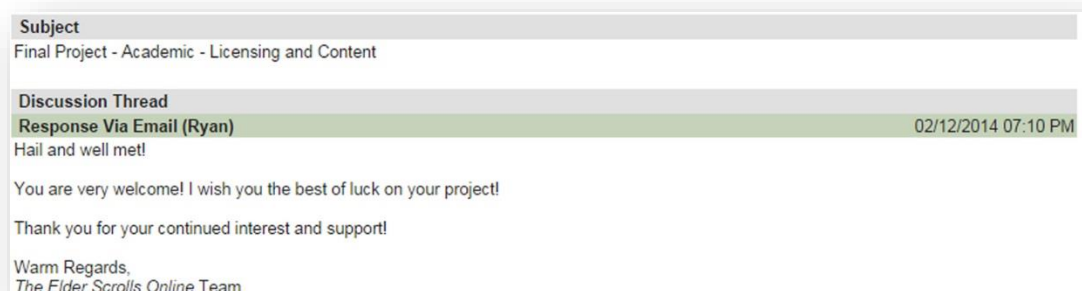 Subject
Final Project - Academic - Licensing and Content
Discussion Thread
Response Via Email (Ryan) 02/12/2014 07:10 PM
Hail and well met!
You are very welcome! I wish you the best of luck on your project!
Thank you for your continued interest and support!
Warm Regards,
The Elder Scrolls Online Team